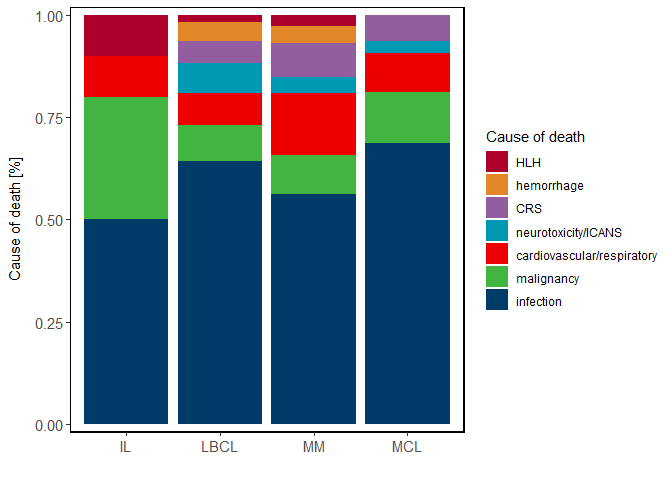 1.00
0.75
0.50
0.25
0.00
Cause of death [%]
IL
LBCL
MM
MCL
Cause of death
HLH
hemorrhage
CRS
neurotoxicity/ICANS
cardiovascular/respiratory
malignancy
infection